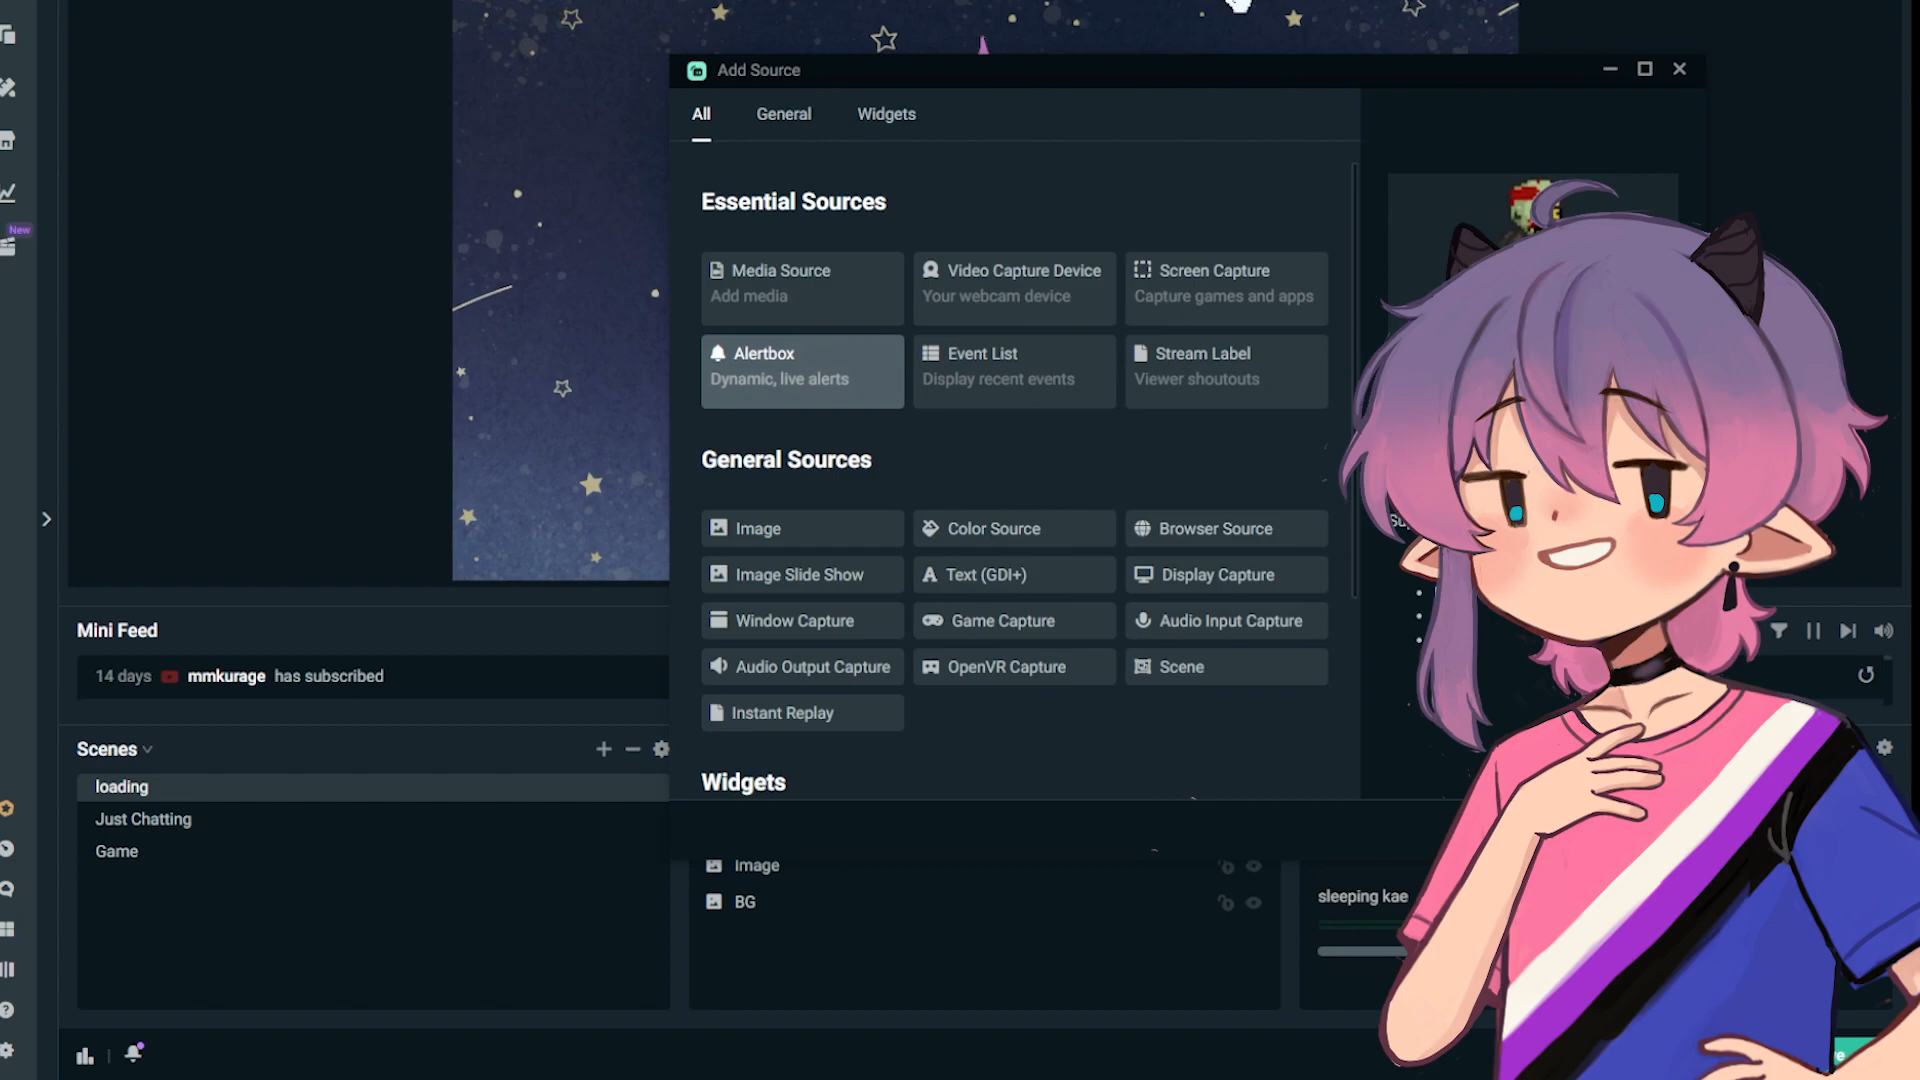 Add Source
All General Widgets
Essential Sources
Media Source Video Capture Device Screen Capture
Add media Your webcam device Capture games and apps
New
Alertbox Event List Stream Label
Dynamic, live alerts Display recent events Viewer shoutouts
General Sources
Image Color Source Browser Source
Image Slide Show Text (GDI+) Display Capture
Window Capture Game Capture Audio Input Capture
Audio Output Capture OpenVR Capture Scene
Instant Replay
Widgets
Mini Feed
14 days mmkurage has subscribed
Scenes
loading
Just Chatting
Game
Image
BG
sleeping kae